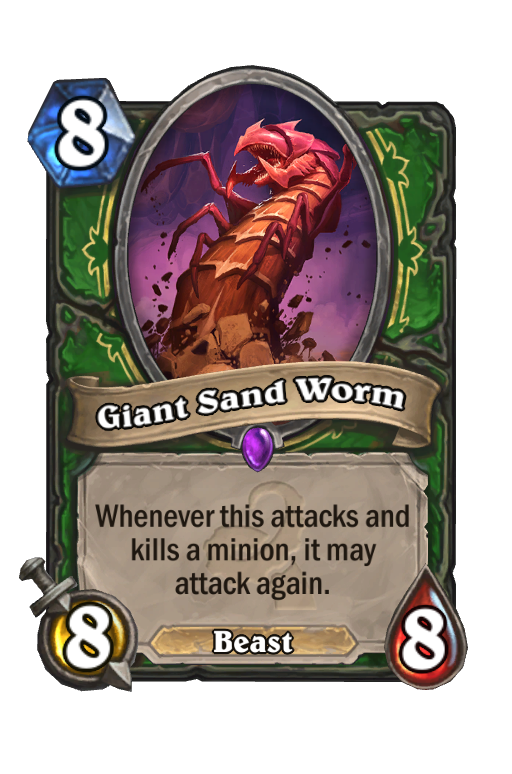 8
Giant Sand Worm
Whenever this attacks and
kills a minion, it may
attack again.
8
Beast
8